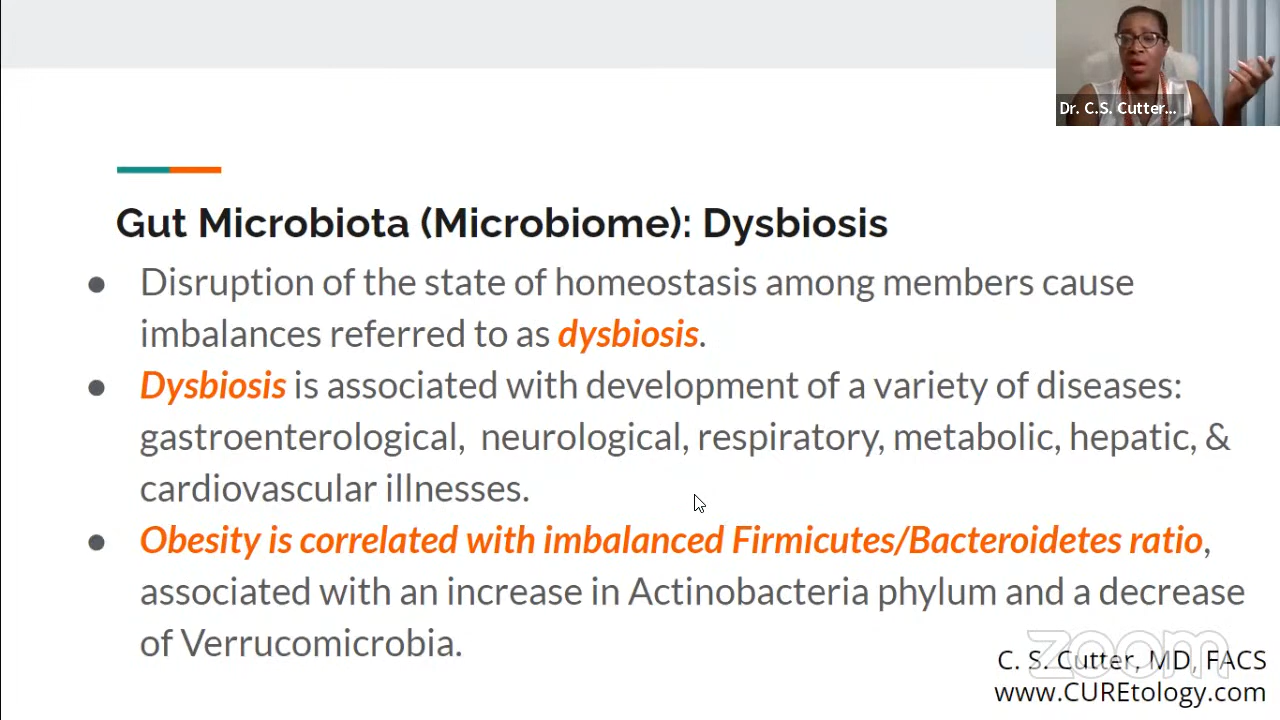 Dr. C.S. Cutter...
Gut Microbiota (Microbiome): Dysbiosis
● Disruption of the state of homeostasis among members cause
imbalances referred to as dysbiosis.
● Dysbiosis is associated with development of a variety of diseases:
gastroenterological, neurological, respiratory, metabolic, hepatic, &
cardiovascular illnesses.
● Obesity is correlated with imbalanced Firmicutes/Bacteroidetes ratio,
associated with an increase in Actinobacteria phylum and a decrease
of Verrucomicrobia.
zoom
C. S. Cutter, MD, FACS
www.CUREtology.com